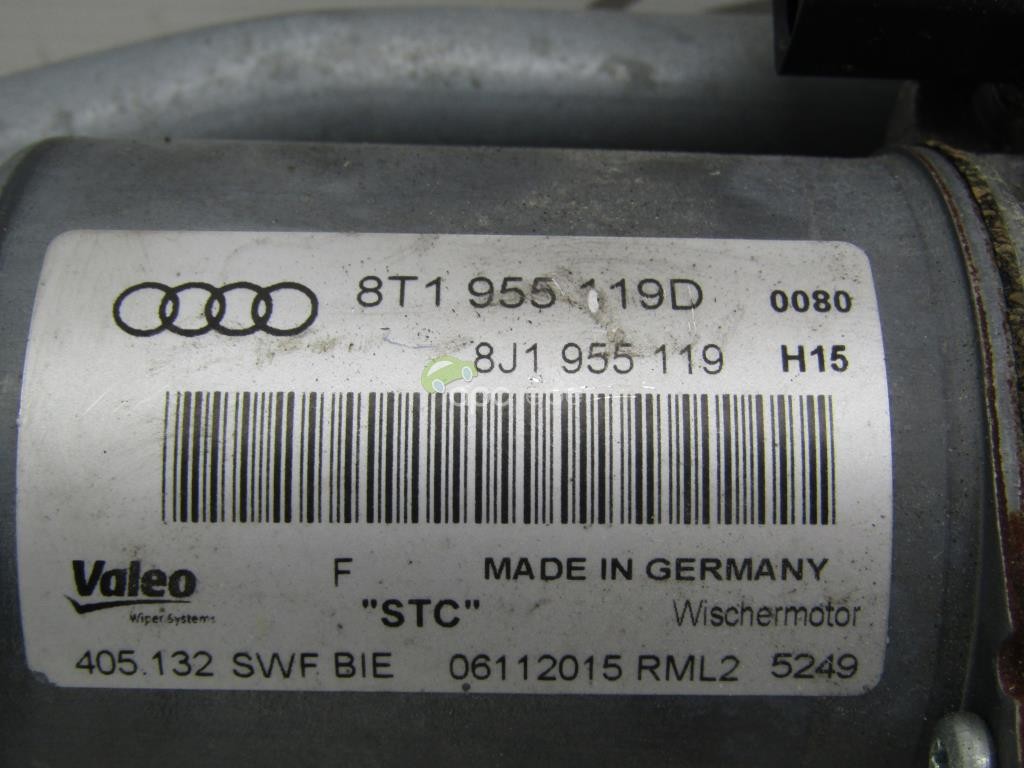 8T1 955 119D 0080
8J1 955 119 H15
Valeo F MADE IN GERMANY
Wiper Systems "STC" Wischermotor
405.132 SWF BIE 06112015 RML2 5249